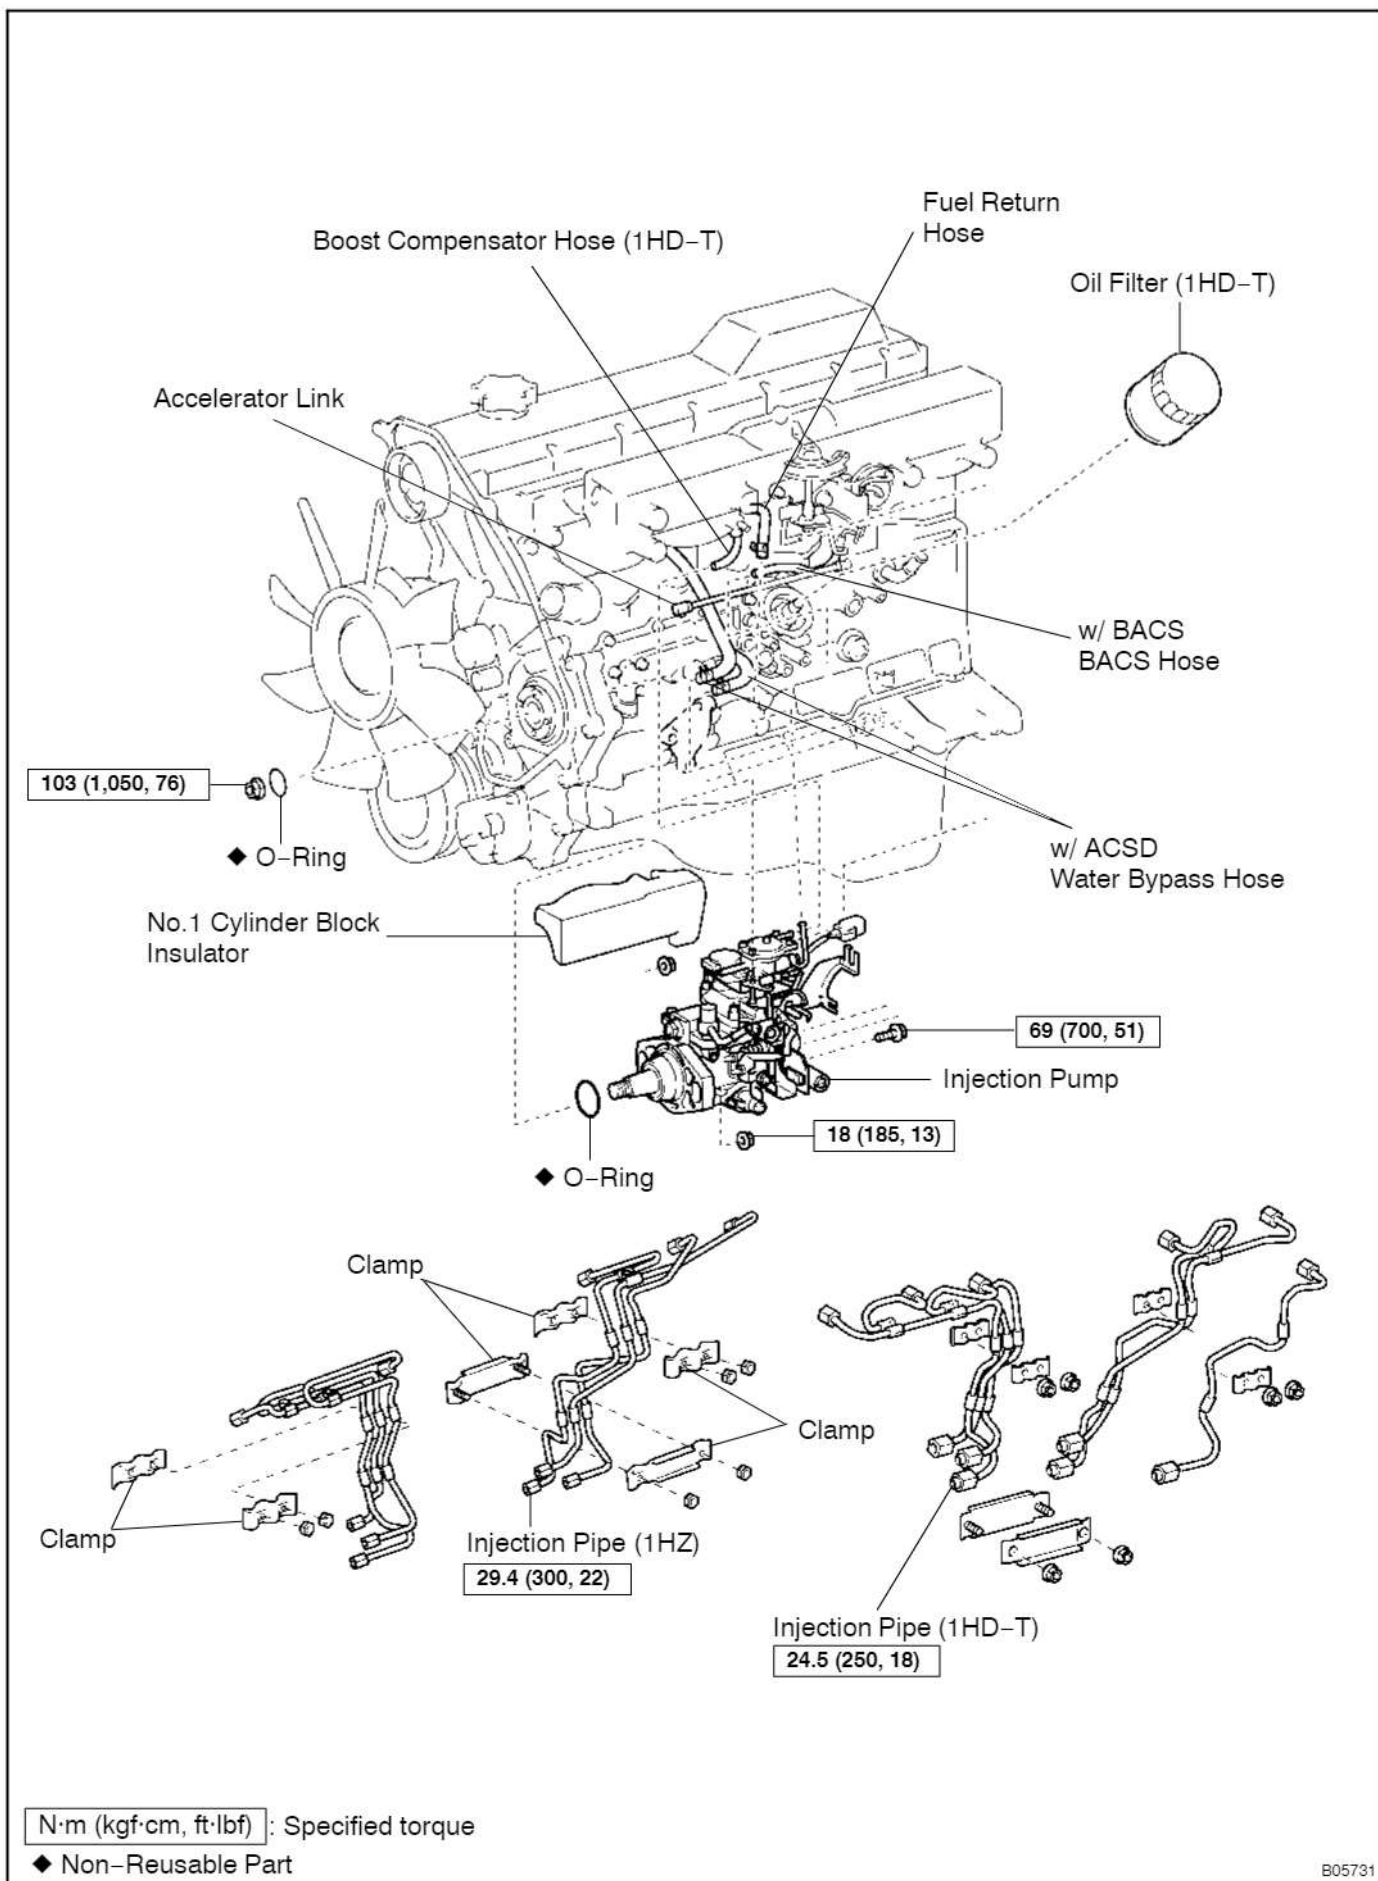 Fuel Return
Hose
Boost Compensator Hose (1HD−T)
Oil Filter (1HD−T)
Accelerator Link
w/ BACS
BACS Hose
103 (1,050, 76)
◆ O−Ring
w/ ACSD
Water Bypass Hose
No.1 Cylinder Block
Insulator
69 (700, 51)
Injection Pump
18 (185, 13)
◆ O−Ring
Clamp
Clamp
Clamp
Injection Pipe (1HZ)
29.4 (300, 22)
Injection Pipe (1HD−T)
24.5 (250, 18)
N·m (kgf·cm, ft·lbf) : Specified torque
◆ Non−Reusable Part
B05731